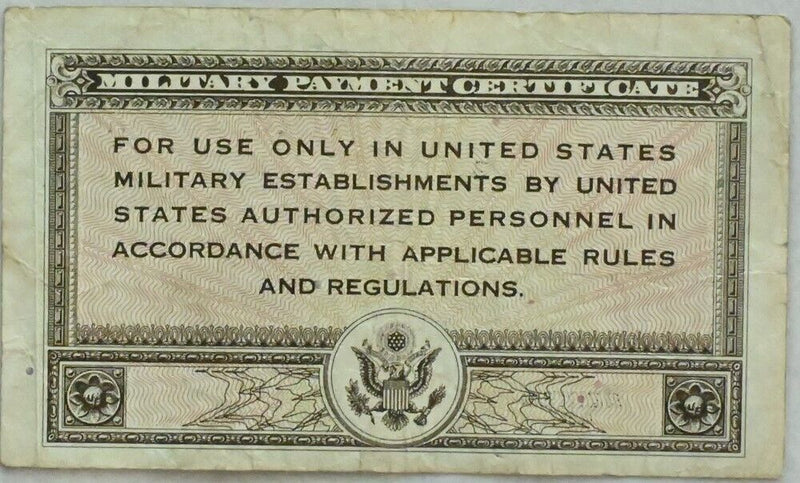 MILITARY PAYMENT CERTIFICATE
FOR USE ONLY IN UNITED STATES
MILITARY ESTABLISHMENTS BY UNITED
STATES AUTHORIZED PERSONNEL IN
ACCORDANCE WITH APPLICABLE RULES
AND REGULATIONS.